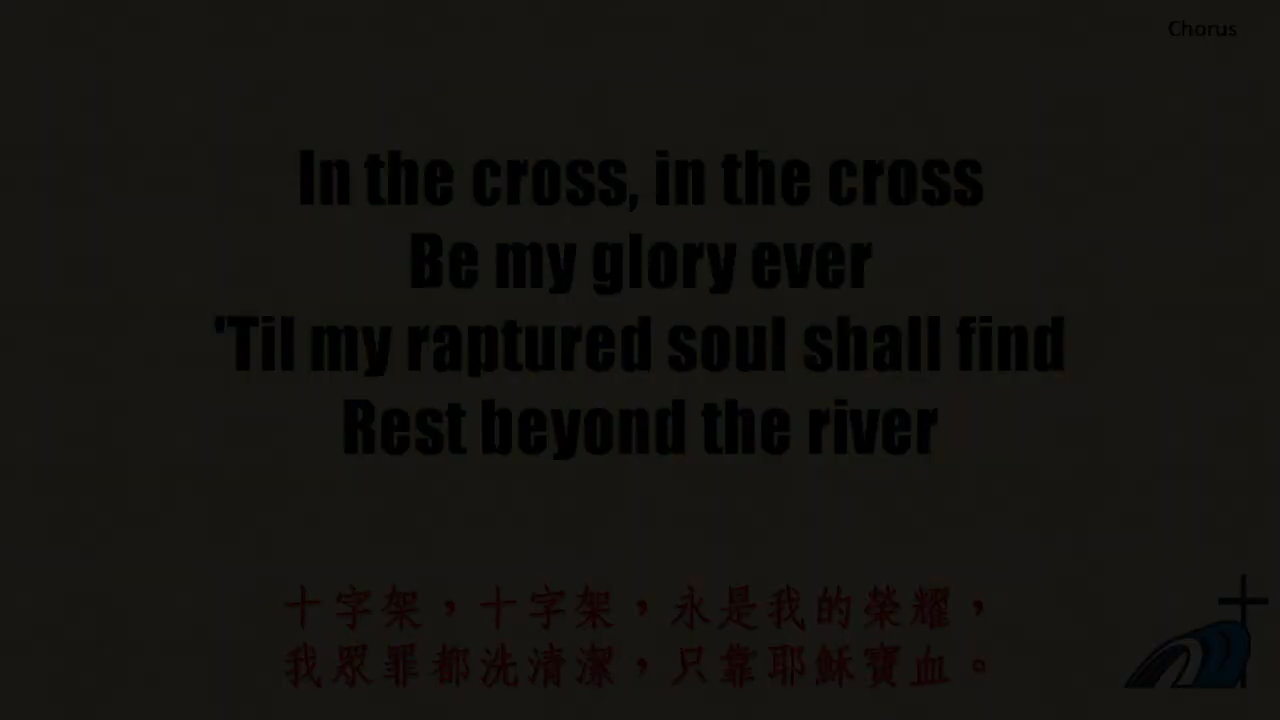 Chorus
In the cross, in the cross
Be my glory ever
'Til my raptured soul shall find
Rest beyond the river
十字架，十字架，永是我的榮耀，
我眾罪都洗清潔，只靠耶穌寶血。